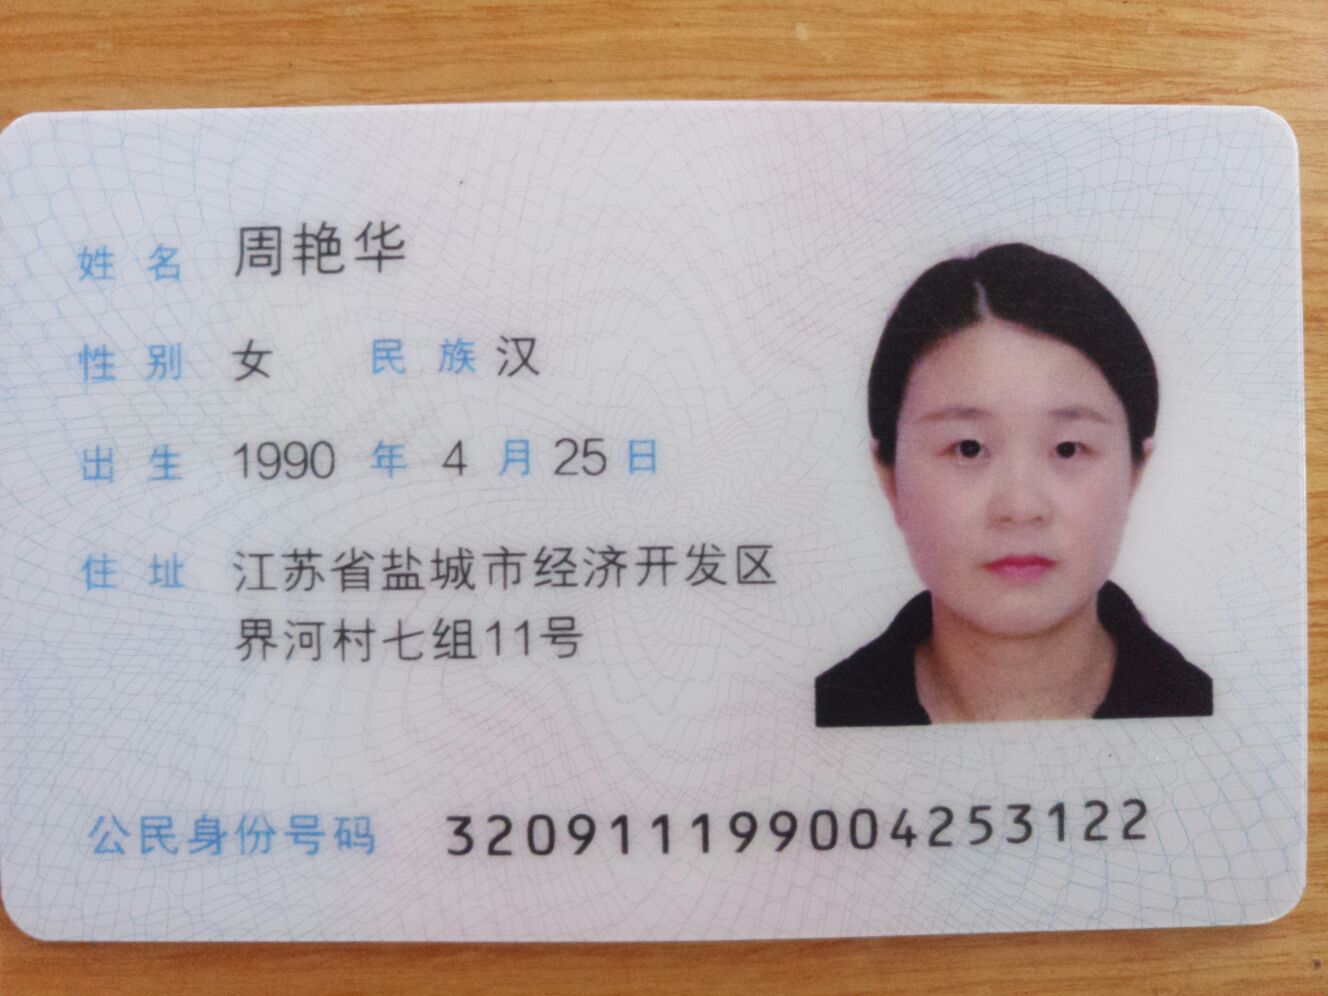 姓名 周艳华
性别 女 民族 汉
出生 1990 年 4 月 25 日
住址 江苏省盐城市经济开发区
界河村七组11号
公民身份号码 320911199004253122